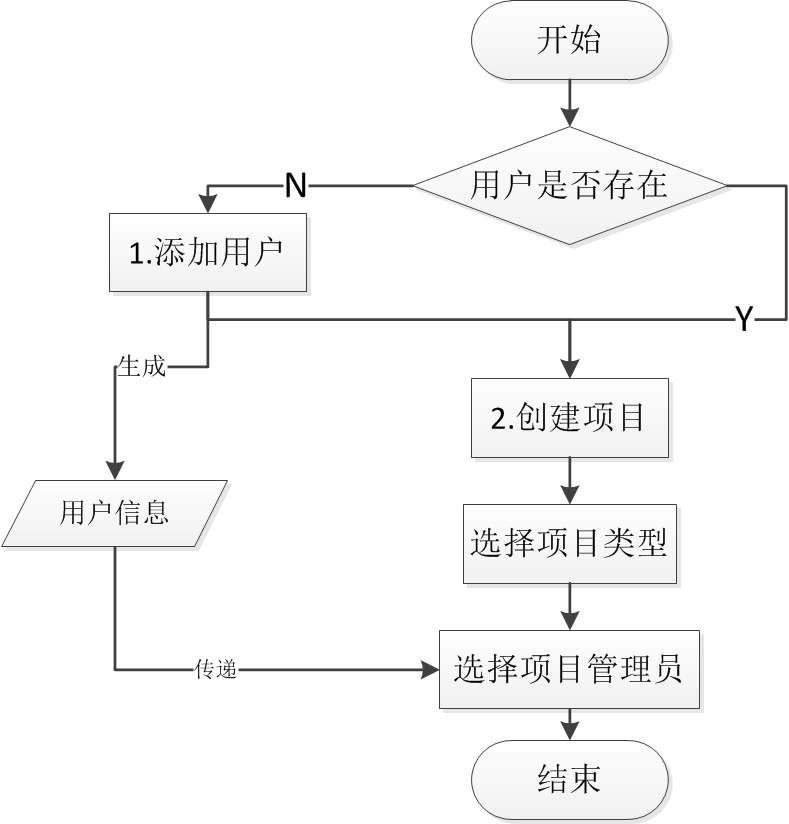 开始
用户是否存在
N
1.添加用户
Y
生成
2.创建项目
用户信息
选择项目类型
传递
选择项目管理员
结束